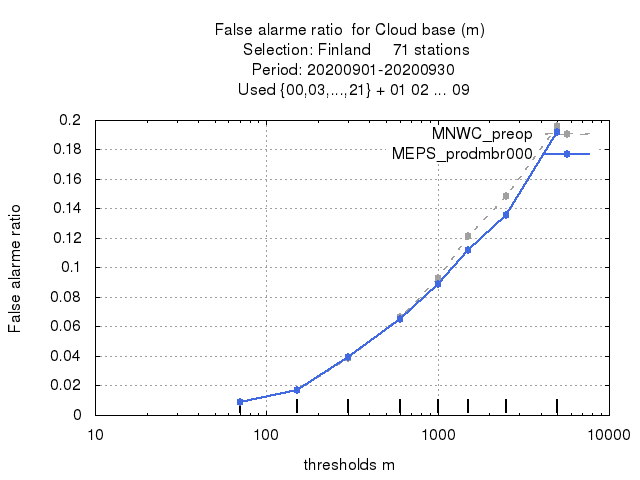 False alarme ratio  for Cloud base (m)
Selection: Finland     71 stations
Period: 20200901-20200930
Used {00,03,...,21} + 01 02 ... 09
MNWC_preop
MEPS_prodmbr000
0.2
0.18
0.16
0.14
0.12
0.1
0.08
0.06
0.04
0.02
0
False alarme ratio
10 100 1000 10000
thresholds m